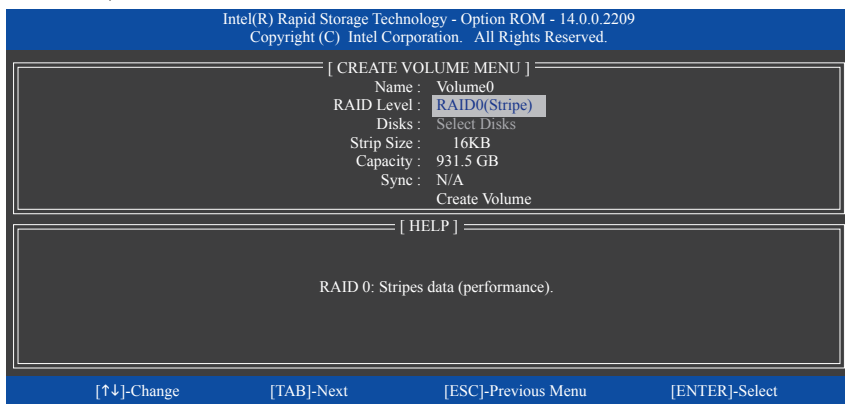 Intel(R) Rapid Storage Technology - Option ROM - 14.0.0.2209
Copyright (C) Intel Corporation. All Rights Reserved.
[ CREATE VOLUME MENU ]
Name : Volume0
RAID Level : RAID0(Stripe)
Disks : Select Disks
Strip Size : 16KB
Capacity : 931.5 GB
Sync : N/A
Create Volume
[ HELP ]
RAID 0: Stripes data (performance).
[↑↓]-Change [TAB]-Next [ESC]-Previous Menu [ENTER]-Select